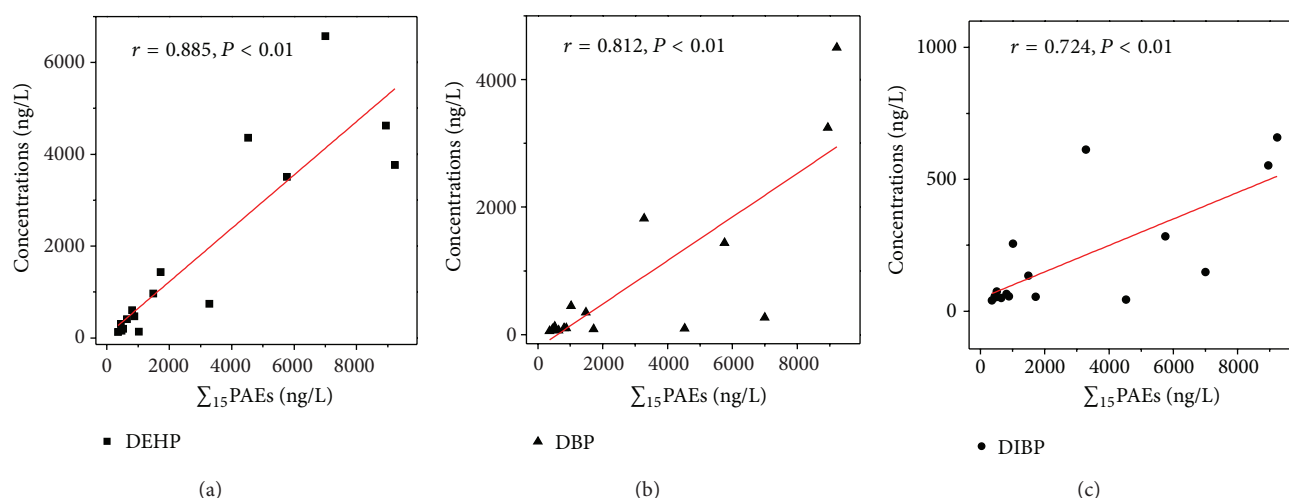 r = 0.885, P < 0.01
6000
4000
2000
0
Concentrations (ng/L)
0 2000 4000 6000 8000
∑15PAEs (ng/L)
DEHP
(a)
r = 0.812, P < 0.01
4000
2000
0
Concentrations (ng/L)
0 2000 4000 6000 8000
∑15PAEs (ng/L)
DBP
(b)
r = 0.724, P < 0.01
1000
500
0
Concentrations (ng/L)
0 2000 4000 6000 8000
∑15PAEs (ng/L)
DIBP
(c)